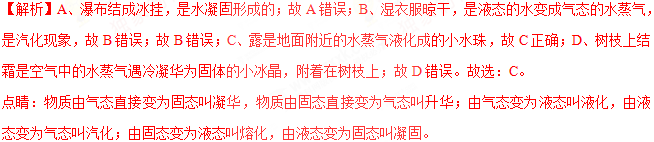 【解析】A、瀑布结成冰挂，是水凝固形成的；故 A 错误；B、湿衣服晾干，是液态的水变成气态的水蒸气，
是汽化现象，故 B 错误；故 B 错误；C、露是地面附近的水蒸气液化成的小水珠，故 C 正确；D、树枝上结
霜是空气中的水蒸气遇冷凝华为固体的小冰晶，附着在树枝上；故 D 错误。故选：C。
点睛：物质由气态直接变为固态叫凝华，物质由固态直接变为气态叫升华；由气态变为液态叫液化，由液
态变为气态叫汽化；由固态变为液态叫熔化，由液态变为固态叫凝固。